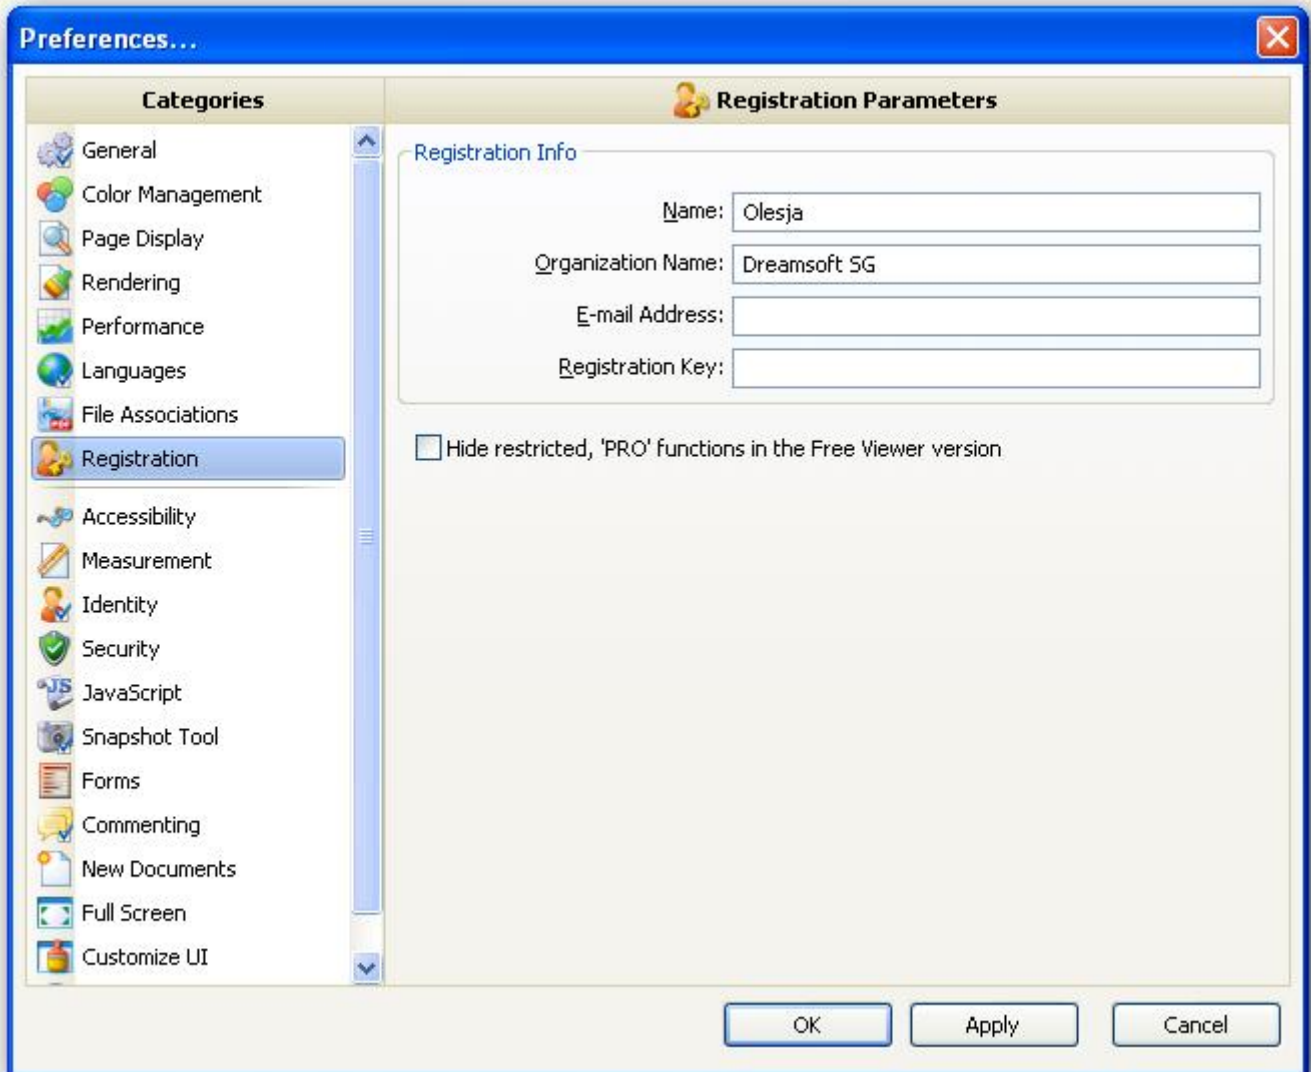 Preferences...
Categories
Registration Parameters
General
Color Management
Page Display
Rendering
Performance
Languages
File Associations
Registration
Accessibility
Measurement
Identity
Security
JS
JavaScript
Snapshot Tool
Forms
Commenting
New Documents
Full Screen
Customize UI
Registration Info
Name: Olesja
Organization Name: Dreamsoft SG
E-mail Address:
Registration Key:
Hide restricted, 'PRO' functions in the Free Viewer version
OK Apply Cancel